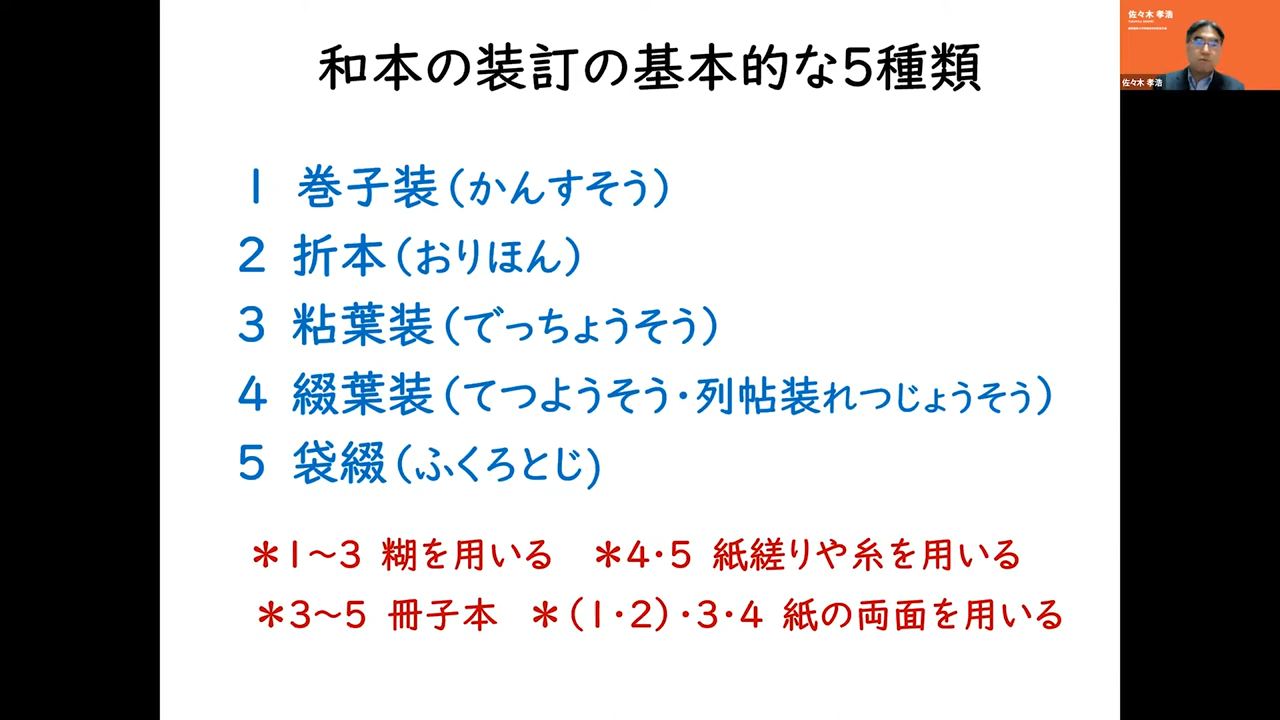 和本の装訂の基本的な5種類
1 巻子装(かんすそう)
2 折本(おりほん)
3 粘葉装(でっちょうそう)
4 綴葉装(てつようそう・列帖装れつじょうそう)
5 袋綴(ふくろとじ)
＊1〜3 糊を用いる ＊4・5 紙縒りや糸を用いる
＊3〜5 冊子本 ＊(1・2)・3・4 紙の両面を用いる
佐々木 孝浩
佐々木 孝浩